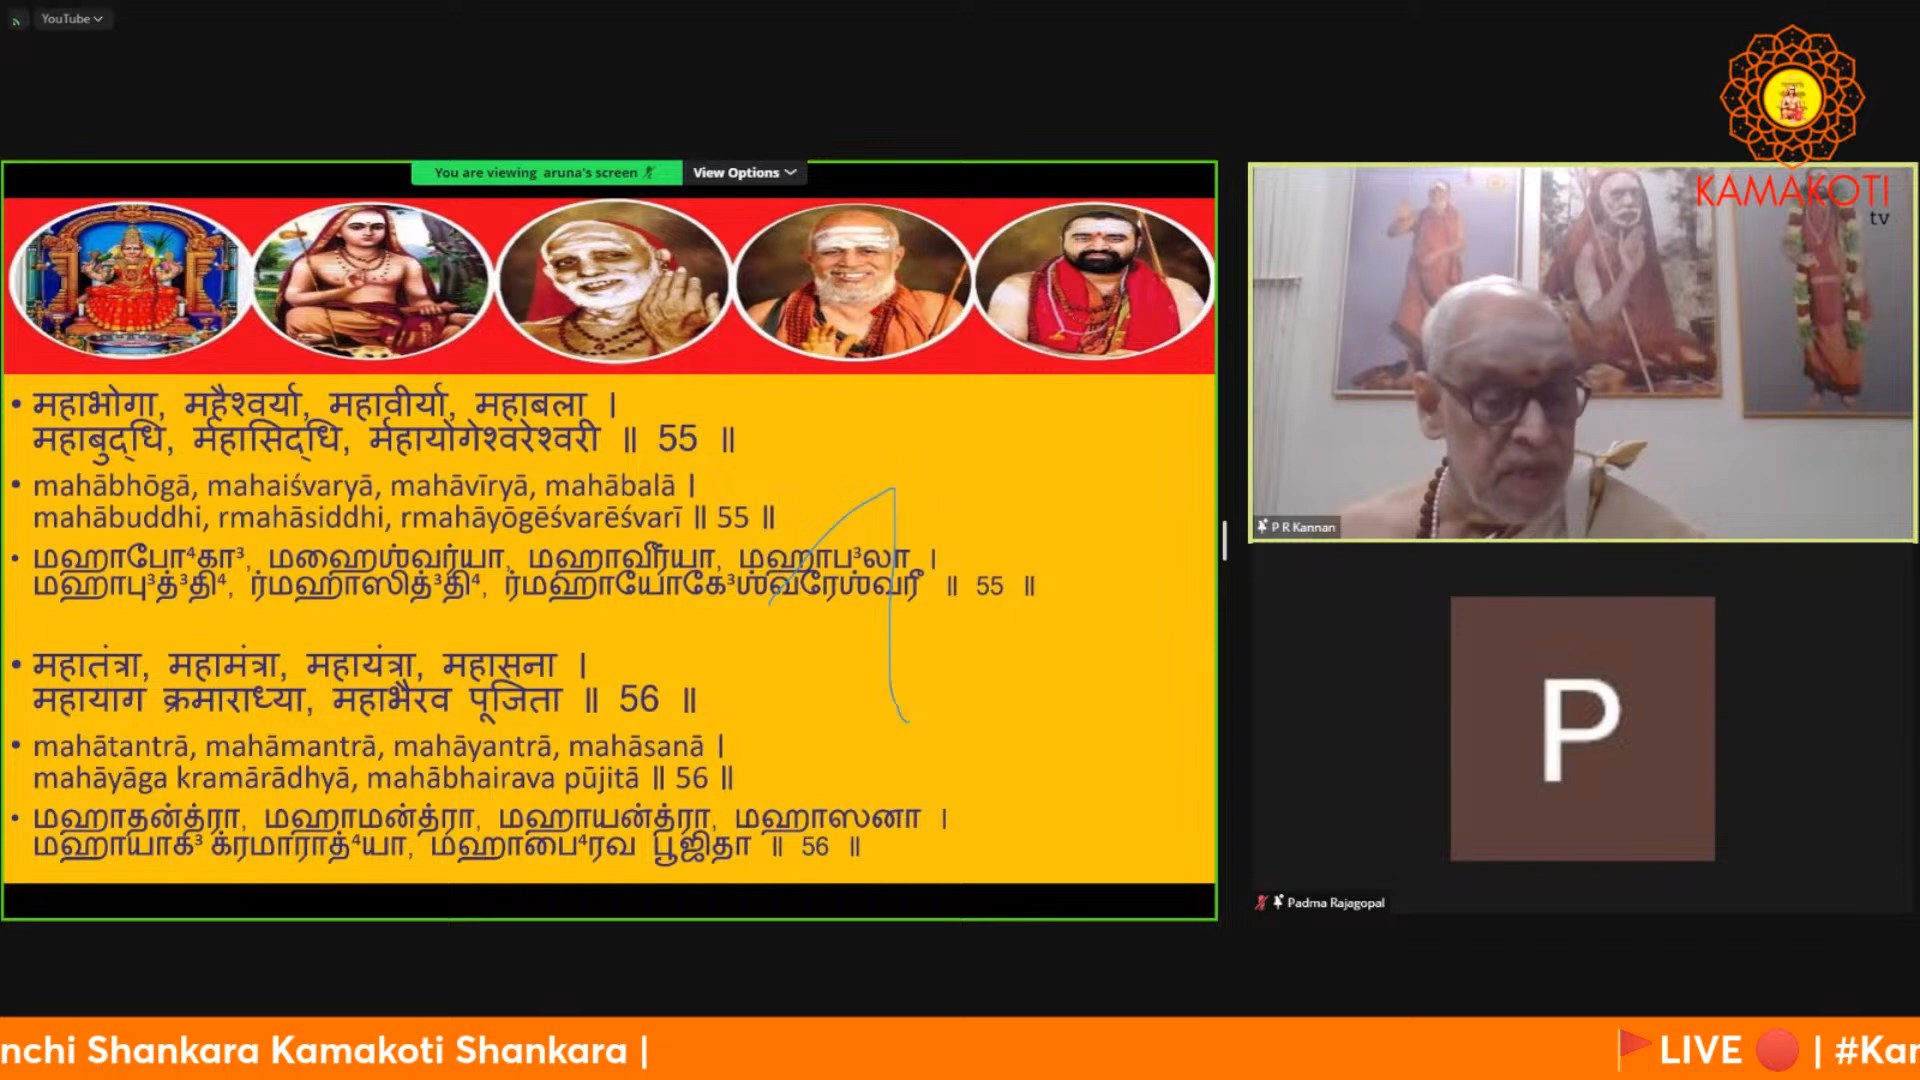 YouTube
KAMAKOTI
tv
You are viewing aruna's screen
View Options
• महाभोगा, महैश्वर्या, महावीर्या, महाबला |
महाबुद्धि, र्महासिद्धि, र्महायोगेश्वरेश्वरी ॥ 55 ॥
• mahābhōgā, mahaiśvaryā, mahāvīryā, mahābalā |
mahābuddhi, rmahāsiddhi, rmahāyōgēśvarēśvarī ॥ 55 ॥
• மஹாபோ⁴கா³, மஹைஶ்வர்யா, மஹாவீர்யா, மஹாப³லா |
மஹாபு³த்³தி⁴, ர்மஹாஸித்³தி⁴, ர்மஹாயோகே³ஶ்வரேஶ்வரீ ॥ 55 ॥
• महातंत्रा, महामंत्रा, महायंत्रा, महासना |
महायाग क्रमाराध्या, महाभैरव पूजिता ॥ 56 ॥
• mahātantrā, mahāmantrā, mahāyantrā, mahāsanā |
mahāyāga kramārādhyā, mahābhairava pūjitā ॥ 56 ॥
• மஹாதன்த்ரா, மஹாமன்த்ரா, மஹாயன்த்ரா, மஹாஸனா |
மஹாயாக³ க்ரமாராத்⁴யா, மஹாபை⁴ரவ பூஜிதா ॥ 56 ॥
P R Kannan
P
Padma Rajagopal
nchi Shankara Kamakoti Shankara |
LIVE | #Kar